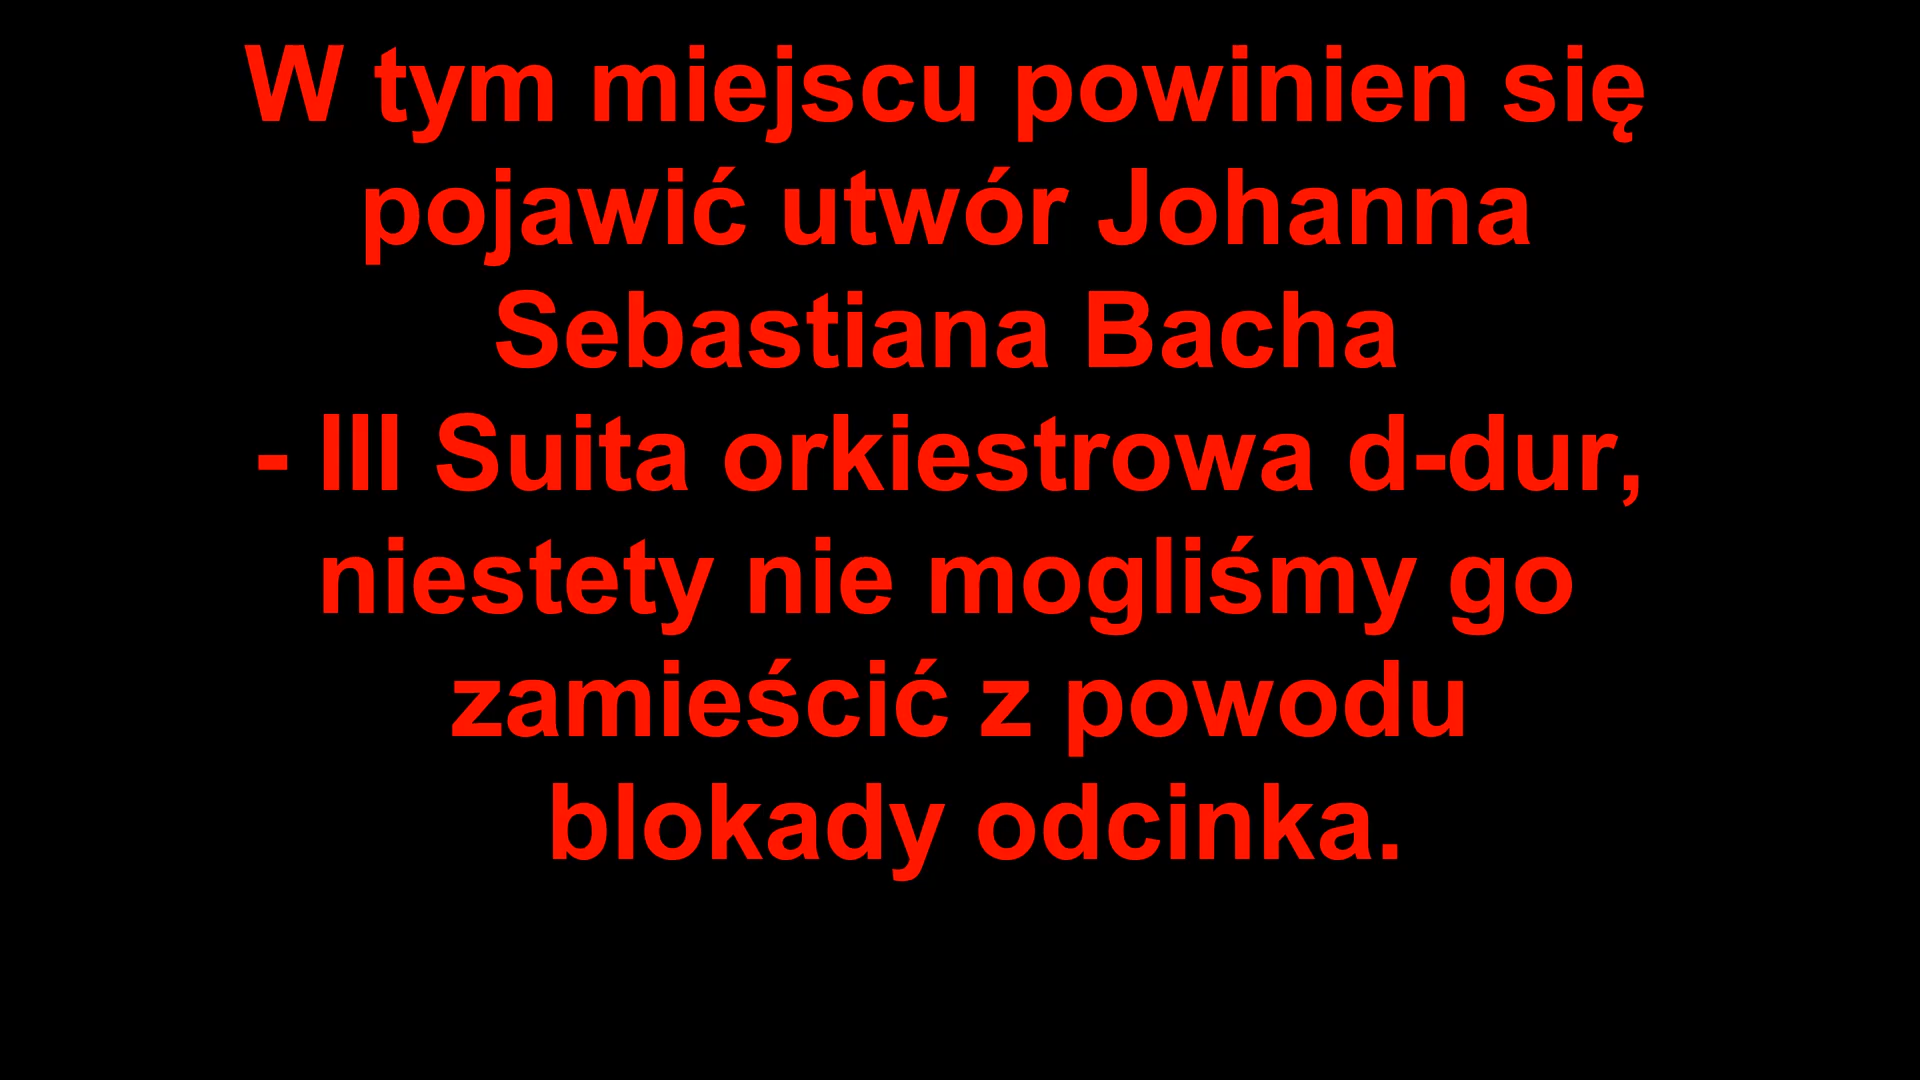 W tym miejscu powinien się
pojawić utwór Johanna
Sebastiana Bacha
- III Suita orkiestrowa d-dur,
niestety nie mogliśmy go
zamieścić z powodu
blokady odcinka.